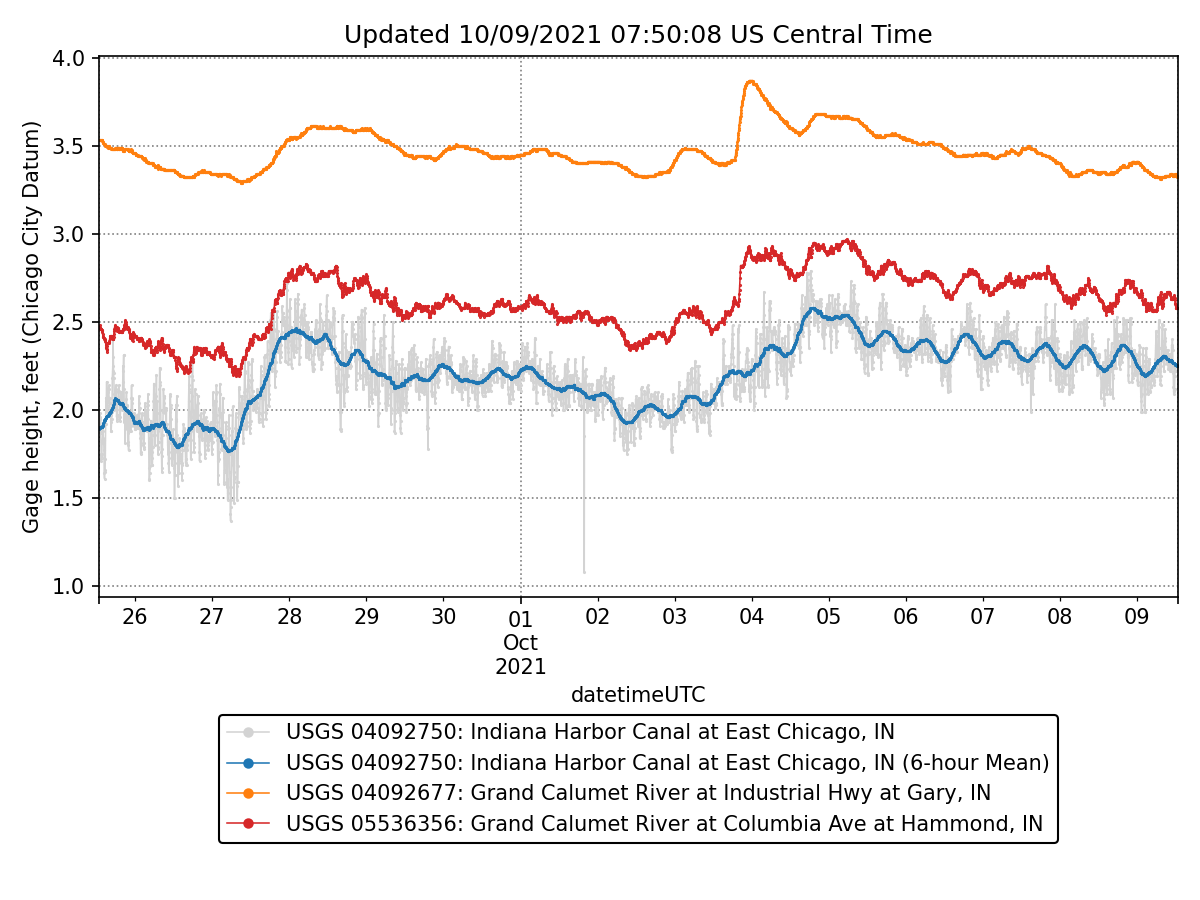 Updated 10/09/2021 07:50:08 US Central Time
Gage height, feet (Chicago City Datum)
4.0
3.5
3.0
2.5
2.0
1.5
1.0
26 27 28 29 30 01 02 03 04 05 06 07 08 09
Oct
2021
datetimeUTC
USGS 04092750: Indiana Harbor Canal at East Chicago, IN
USGS 04092750: Indiana Harbor Canal at East Chicago, IN (6-hour Mean)
USGS 04092677: Grand Calumet River at Industrial Hwy at Gary, IN
USGS 05536356: Grand Calumet River at Columbia Ave at Hammond, IN